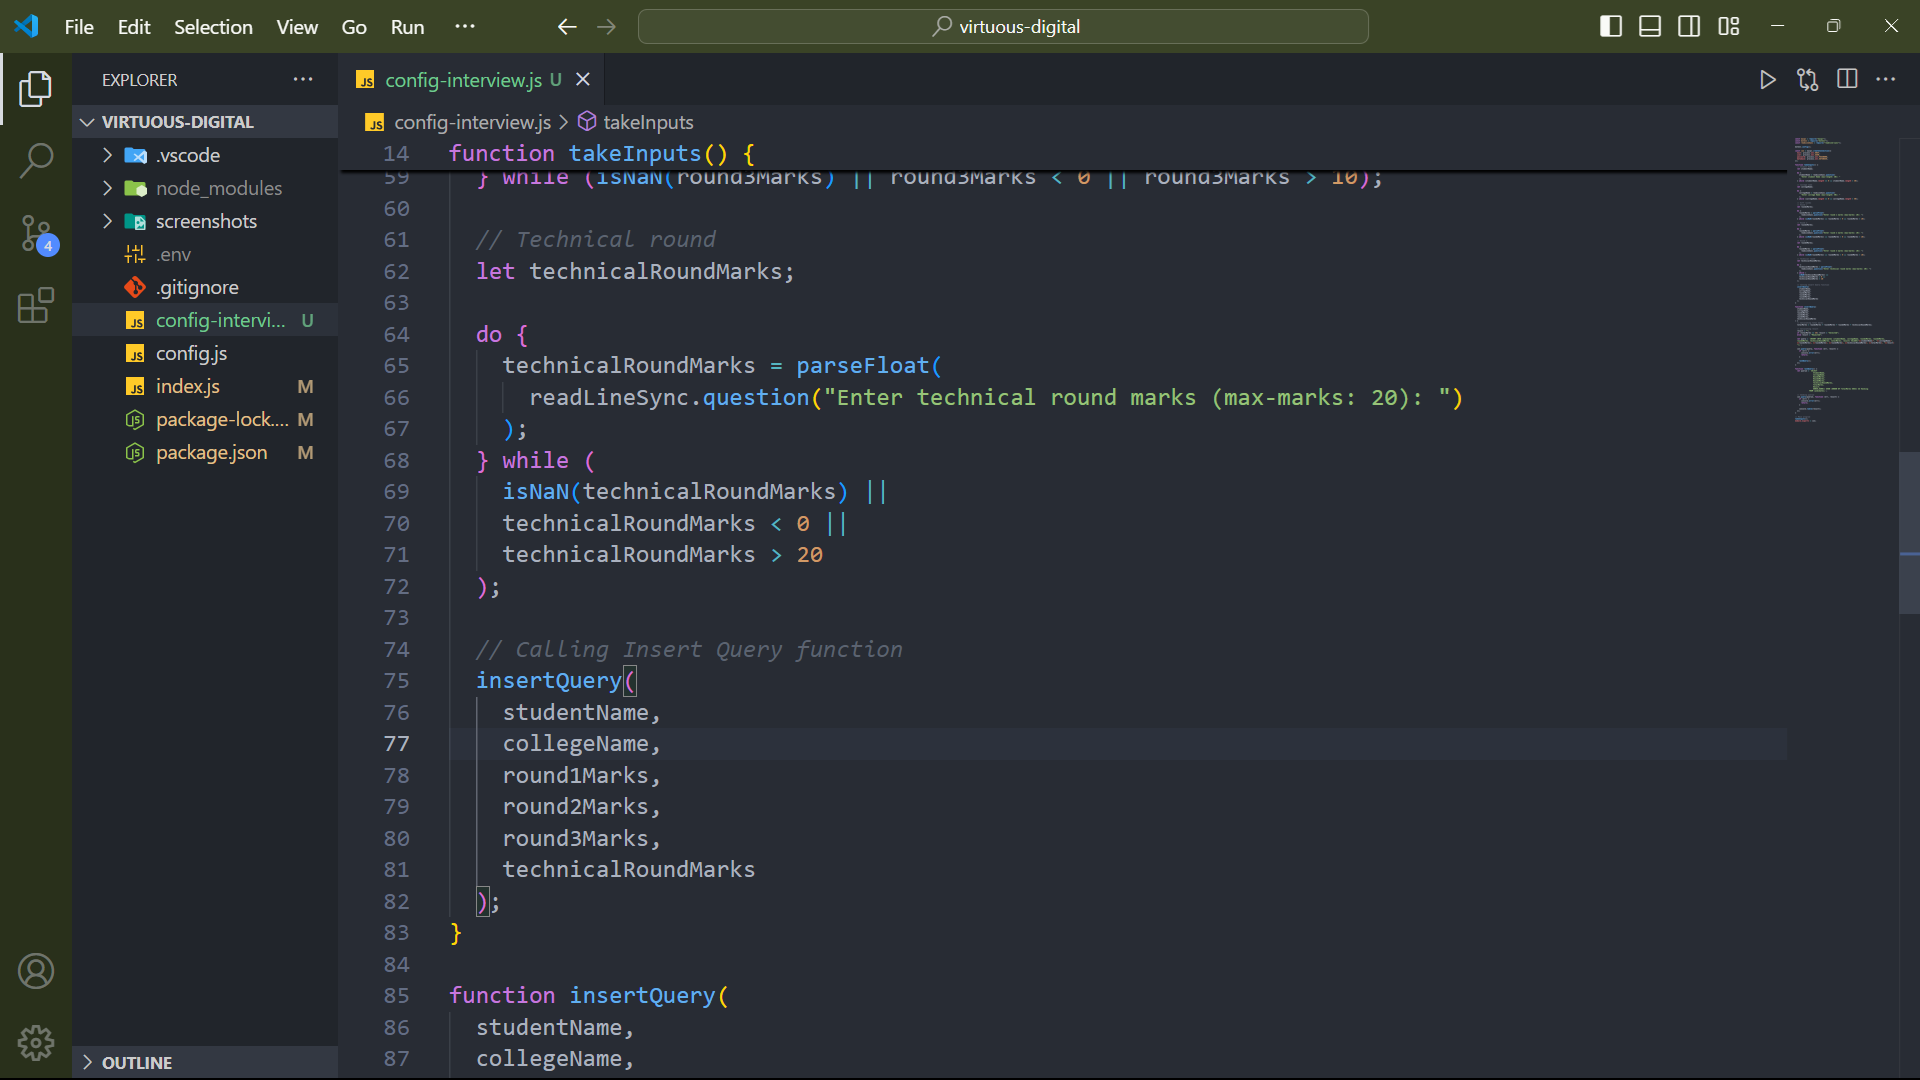 File Edit Selection View Go Run ···
virtuous-digital
EXPLORER ···
VIRTUOUS-DIGITAL
.vscode
node_modules
screenshots
.env
.gitignore
config-intervi... U
config.js
index.js M
package-lock.... M
package.json M
4
OUTLINE
JS config-interview.js U
JS config-interview.js > takeInputs
14 function takeInputs() {
59 } while (isNaN(round3Marks) || round3Marks < 0 || round3Marks > 10);
60
61 // Technical round
62 let technicalRoundMarks;
63
64 do {
65 technicalRoundMarks = parseFloat(
66 readLineSync.question("Enter technical round marks (max-marks: 20): ")
67 );
68 } while (
69 isNaN(technicalRoundMarks) ||
70 technicalRoundMarks < 0 ||
71 technicalRoundMarks > 20
72 );
73
74 // Calling Insert Query function
75 insertQuery(
76 studentName,
77 collegeName,
78 round1Marks,
79 round2Marks,
80 round3Marks,
81 technicalRoundMarks
82 );
83 }
84
85 function insertQuery(
86 studentName,
87 collegeName,